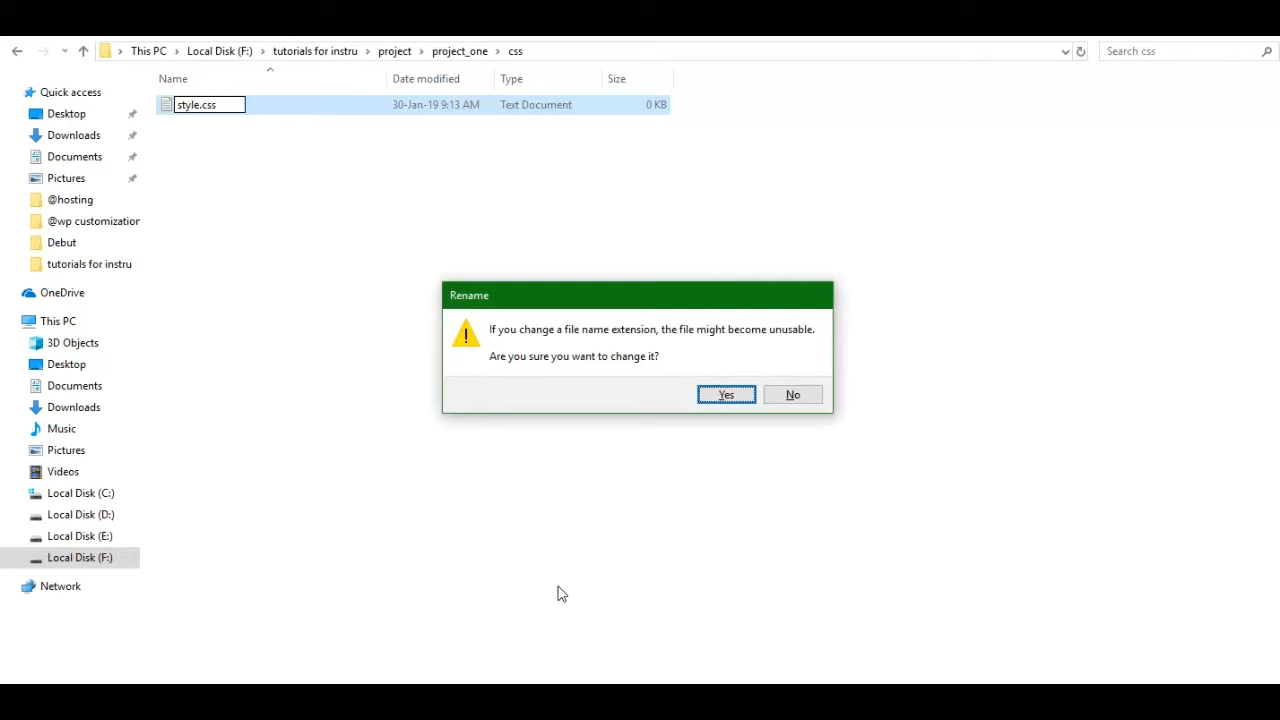 This PC > Local Disk (F:) > tutorials for instru > project > project_one > css
Search css
Name Date modified Type Size
style.css 30-Jan-19 9:13 AM Text Document 0 KB
Quick access
Desktop
Downloads
Documents
Pictures
@hosting
@wp customization
Debut
tutorials for instru
OneDrive
This PC
3D Objects
Desktop
Documents
Downloads
Music
Pictures
Videos
Local Disk (C:)
Local Disk (D:)
Local Disk (E:)
Local Disk (F:)
Network
Rename
If you change a file name extension, the file might become unusable.
Are you sure you want to change it?
Yes No